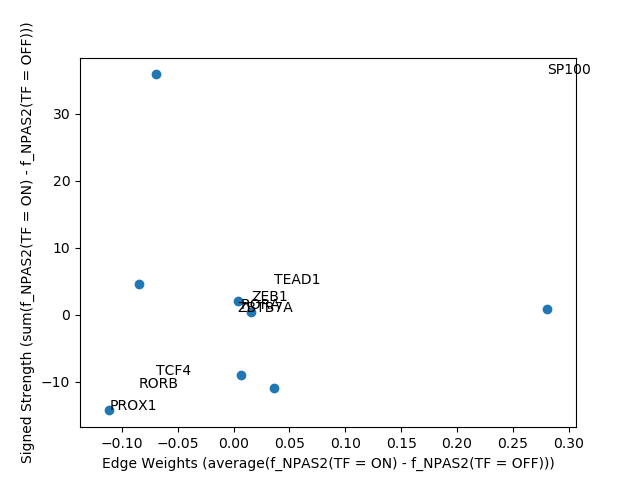 Signed Strength (sum(f_NPAS2(TF = ON) - f_NPAS2(TF = OFF)))
30
20
10
0
−10
SP100
TEAD1
ZEB1
RORA
ZBTB7A
TCF4
RORB
PROX1
−0.10
−0.05
0.00
0.05
0.10
0.15
0.20
0.25
0.30
Edge Weights (average(f_NPAS2(TF = ON) - f_NPAS2(TF = OFF)))